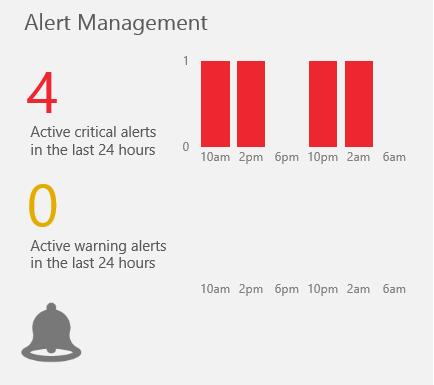 Alert Management
4
Active critical alerts
in the last 24 hours
1
0
10am 2pm 6pm 10pm 2am 6am
0
Active warning alerts
in the last 24 hours
10am 2pm 6pm 10pm 2am 6am